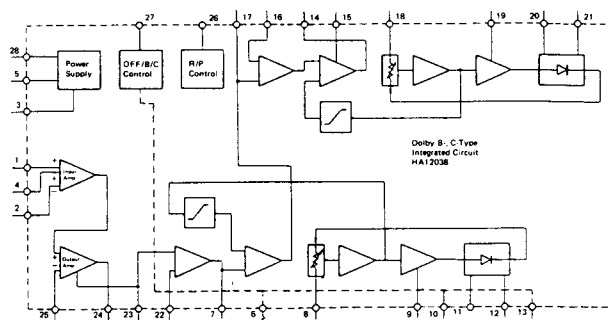 27
26
17
16
14
15
18
19
20
21
28
5
3
Power
Supply
OFF/B/C
Control
R/P
Control
Dolby B-, C-Type
Integrated Circuit
HA12038
1
4
2
+
+
-
Input
Amp
+
-
Output
Amp
25
24
23
22
7
6
8
9
10
11
12
13